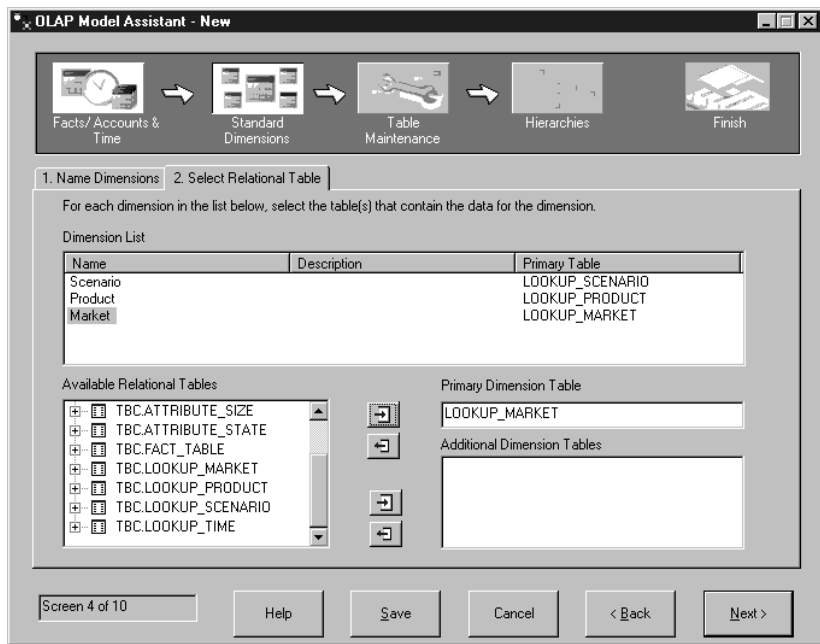 OLAP Model Assistant - New
Facts/Accounts &
Time
Standard
Dimensions
Table
Maintenance
Hierarchies
Finish
1. Name Dimensions
2. Select Relational Table
For each dimension in the list below, select the table(s) that contain the data for the dimension.
Dimension List
Name Description Primary Table
Scenario LOOKUP_SCENARIO
Product LOOKUP_PRODUCT
Market LOOKUP_MARKET
Available Relational Tables
TBC.ATTRIBUTE_SIZE
TBC.ATTRIBUTE_STATE
TBC.FACT_TABLE
TBC.LOOKUP_MARKET
TBC.LOOKUP_PRODUCT
TBC.LOOKUP_SCENARIO
TBC.LOOKUP_TIME
Primary Dimension Table
LOOKUP_MARKET
Additional Dimension Tables
Screen 4 of 10
Help
Save
Cancel
< Back
Next >